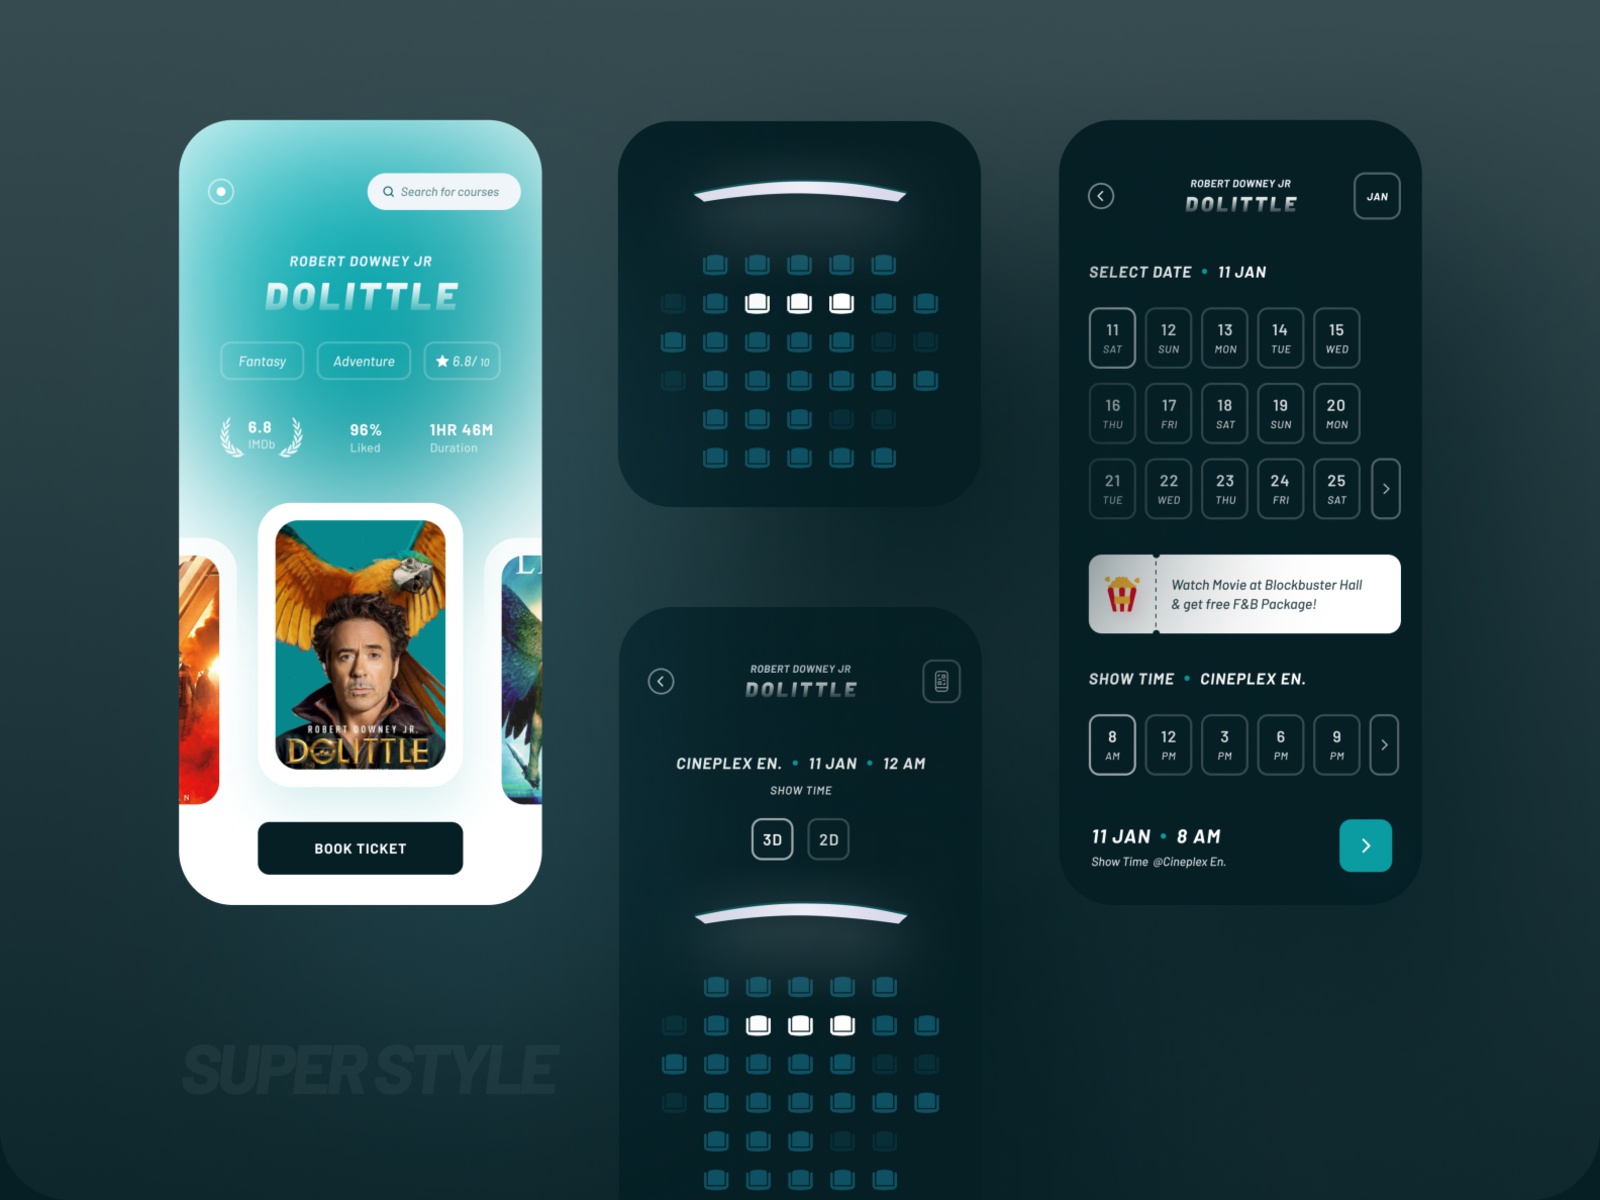 Search for courses
ROBERT DOWNEY JR
DOLITTLE
Fantasy
Adventure
6.8/ 10
6.8
IMDb
96%
Liked
1HR 46M
Duration
L
N
ROBERT DOWNEY JR.
DOLITTLE
BOOK TICKET
SUPER STYLE
ROBERT DOWNEY JR
DOLITTLE
CINEPLEX EN. • 11 JAN • 12 AM
SHOW TIME
3D 2D
ROBERT DOWNEY JR
DOLITTLE
JAN
SELECT DATE • 11 JAN
11 12 13 14 15
SAT SUN MON TUE WED
16 17 18 19 20
THU FRI SAT SUN MON
21 22 23 24 25
TUE WED THU FRI SAT
Watch Movie at Blockbuster Hall
& get free F&B Package!
SHOW TIME • CINEPLEX EN.
8 12 3 6 9
AM PM PM PM PM
11 JAN • 8 AM
Show Time @Cineplex En.